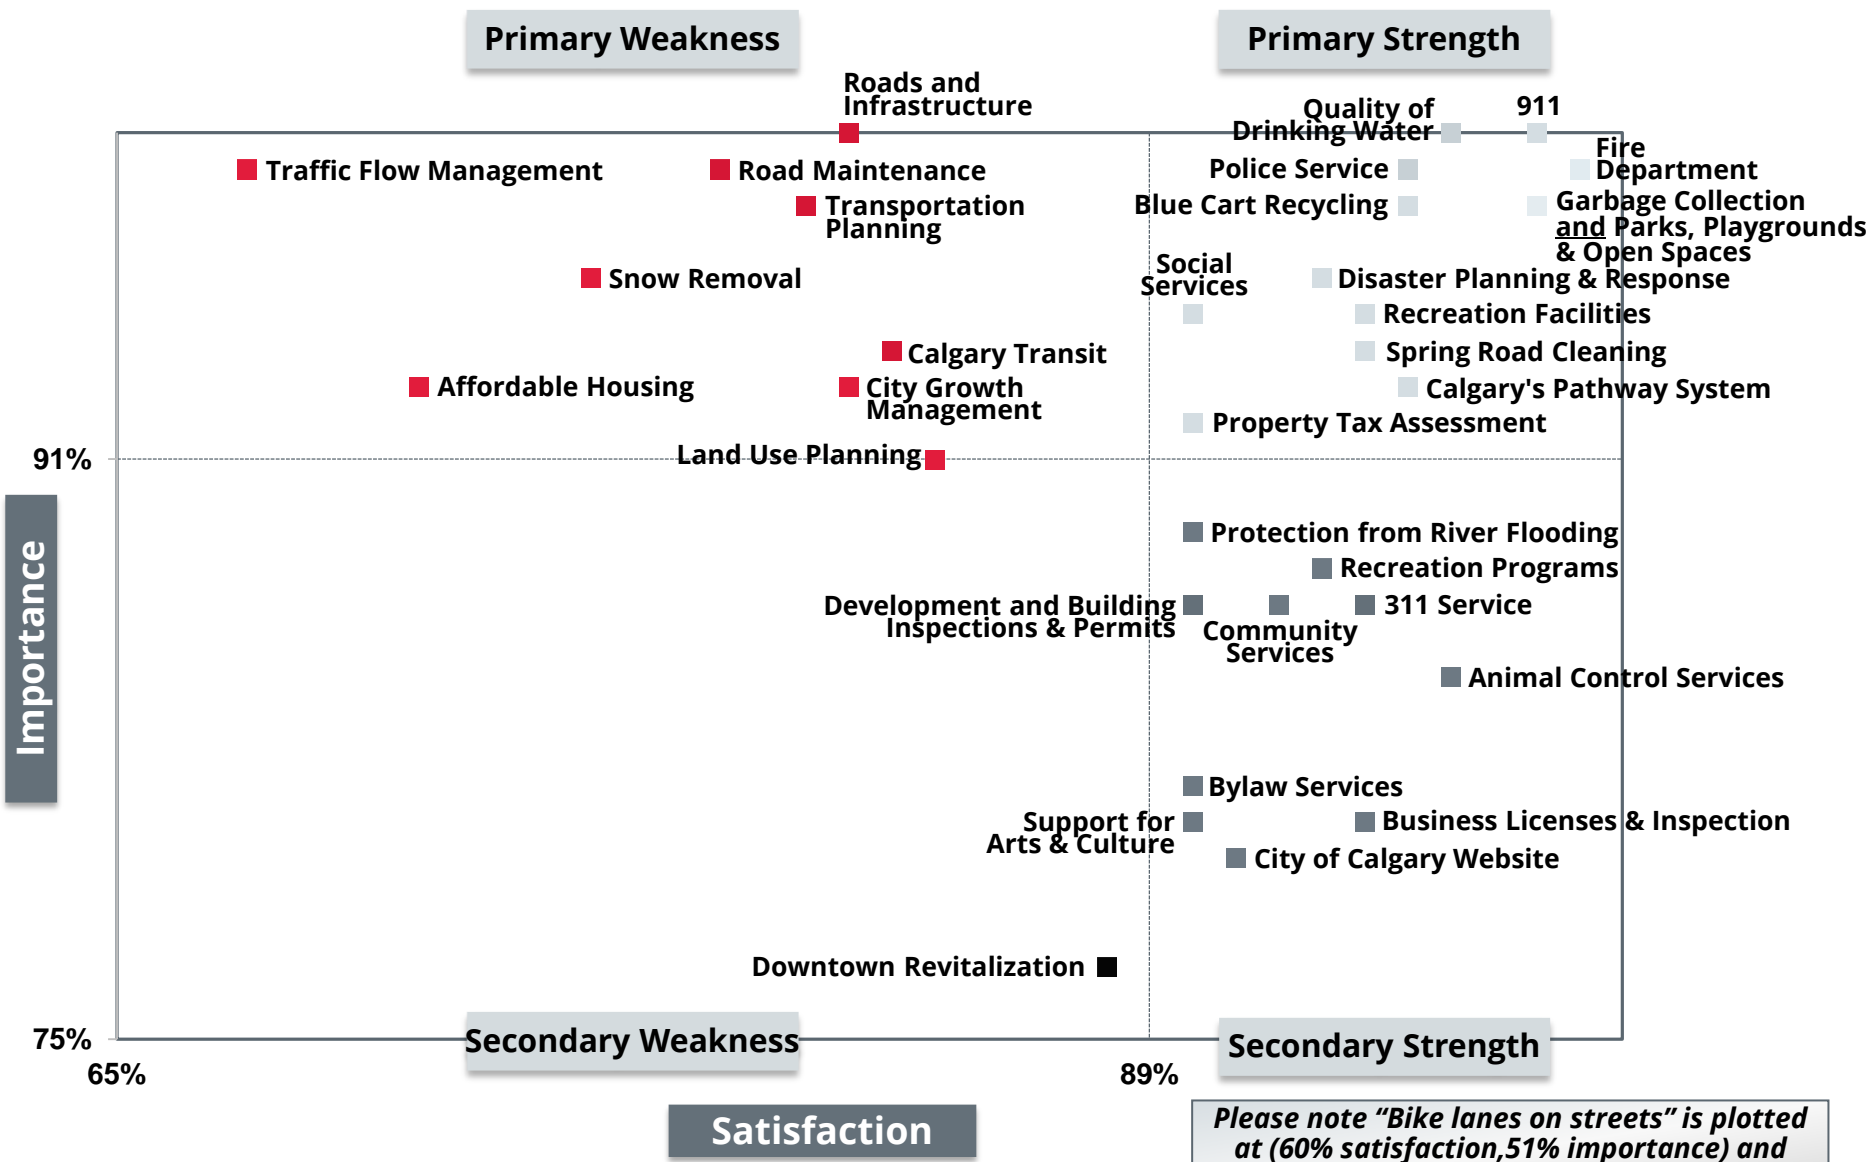 Primary Weakness
Primary Strength
Roads and
Infrastructure
Quality of
Drinking Water
911
Fire
Department
Traffic Flow Management
Road Maintenance
Police Service
Transportation
Planning
Blue Cart Recycling
Garbage Collection
and Parks, Playgrounds
& Open Spaces
Social
Services
Snow Removal
Disaster Planning & Response
Recreation Facilities
Calgary Transit
Spring Road Cleaning
Affordable Housing
City Growth
Management
Calgary's Pathway System
Property Tax Assessment
Land Use Planning
91%
Importance
Protection from River Flooding
Recreation Programs
Development and Building
Inspections & Permits
Community
Services
311 Service
Animal Control Services
Bylaw Services
Support for
Arts & Culture
Business Licenses & Inspection
City of Calgary Website
Downtown Revitalization
75%
Secondary Weakness
Secondary Strength
65%
89%
Satisfaction
Please note “Bike lanes on streets” is plotted
at (60% satisfaction,51% importance) and